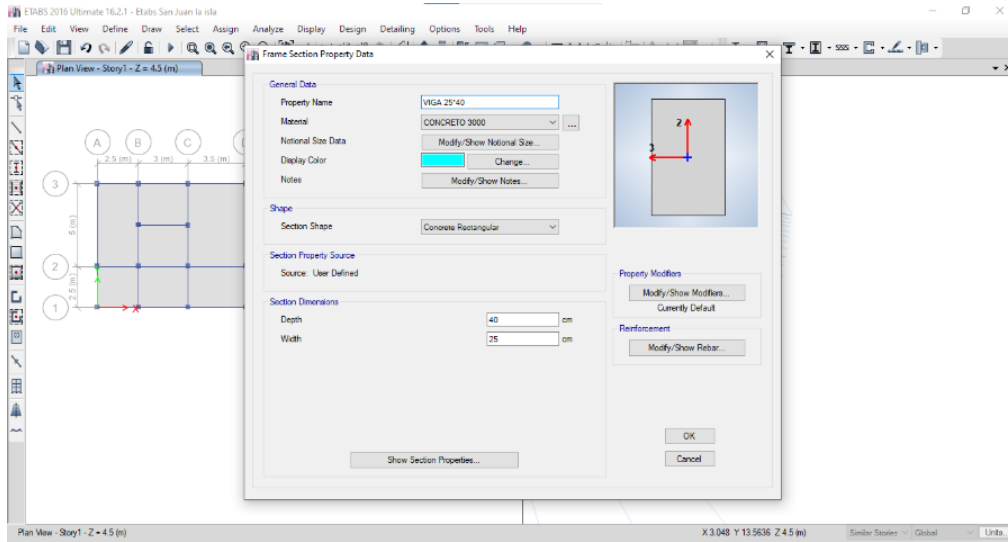 ETABS 2016 Ultimate 16.2.1 - Etabs San Juan la isla
File Edit View Define Draw Select Assign Analyze Display Design Detailing Options Tools Help
Plan View - Story1 - Z = 4.5 (m)
A B C
2.5 (m) 3 (m) 3.5 (m)
3
5 (m)
2
2.5 (m)
1
Frame Section Property Data
General Data
Property Name VIGA 25*40
Material CONCRETO 3000 ...
Notional Size Data Modify/Show Notional Size...
Display Color Change...
Notes Modify/Show Notes...
Shape
Section Shape Concrete Rectangular
Section Property Source
Source: User Defined
Section Dimensions
Depth 40 cm
Width 25 cm
Show Section Properties...
2
3
Property Modifiers
Modify/Show Modifiers...
Currently Default
Reinforcement
Modify/Show Rebar...
OK
Cancel
Plan View - Story1 - Z = 4.5 (m) X 3.048 Y 13.5636 Z 4.5 (m) Similar Stories Global Units...